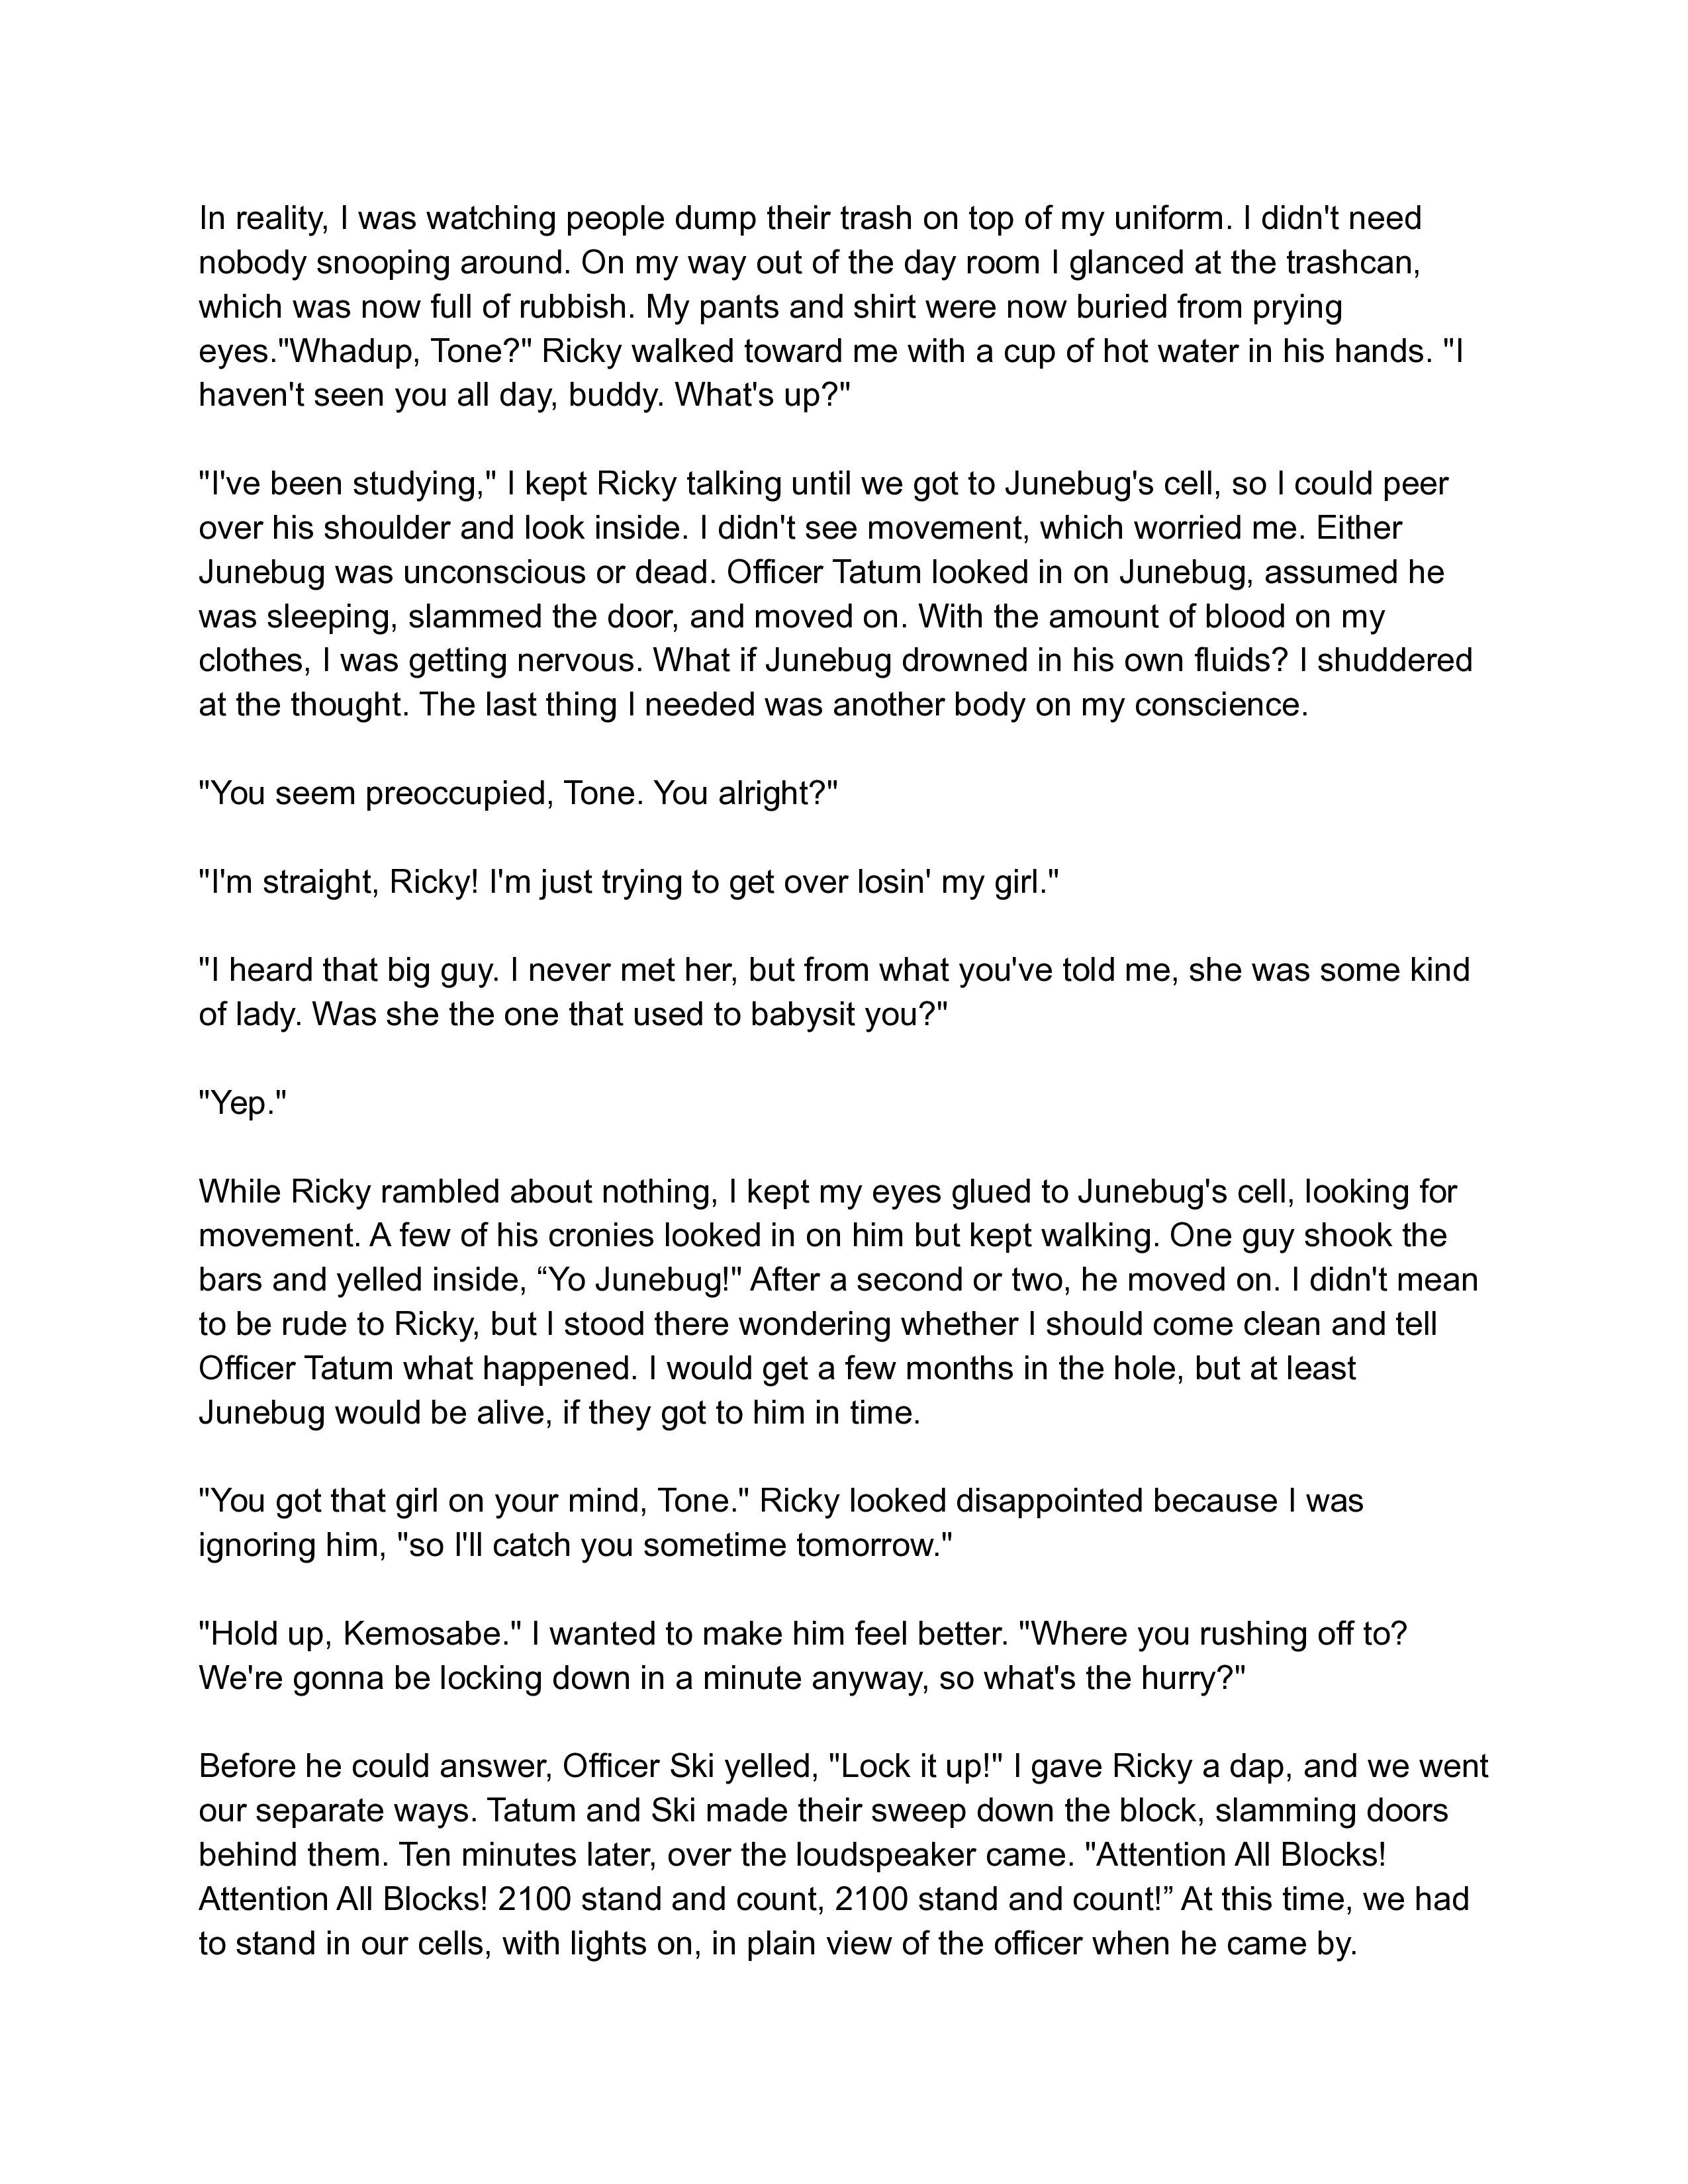 In reality, I was watching people dump their trash on top of my uniform. I didn't need
nobody snooping around. On my way out of the day room I glanced at the trashcan,
which was now full of rubbish. My pants and shirt were now buried from prying
eyes."Whadup, Tone?" Ricky walked toward me with a cup of hot water in his hands. "I
haven't seen you all day, buddy. What's up?"

"I've been studying," I kept Ricky talking until we got to Junebug's cell, so I could peer
over his shoulder and look inside. I didn't see movement, which worried me. Either
Junebug was unconscious or dead. Officer Tatum looked in on Junebug, assumed he
was sleeping, slammed the door, and moved on. With the amount of blood on my
clothes, I was getting nervous. What if Junebug drowned in his own fluids? I shuddered
at the thought. The last thing I needed was another body on my conscience.

"You seem preoccupied, Tone. You alright?"

"I'm straight, Ricky! I'm just trying to get over losin' my girl."

"I heard that big guy. I never met her, but from what you've told me, she was some kind
of lady. Was she the one that used to babysit you?"

"Yep."

While Ricky rambled about nothing, I kept my eyes glued to Junebug's cell, looking for
movement. A few of his cronies looked in on him but kept walking. One guy shook the
bars and yelled inside, “Yo Junebug!" After a second or two, he moved on. I didn't mean
to be rude to Ricky, but I stood there wondering whether I should come clean and tell
Officer Tatum what happened. I would get a few months in the hole, but at least
Junebug would be alive, if they got to him in time.

"You got that girl on your mind, Tone." Ricky looked disappointed because I was
ignoring him, "so I'll catch you sometime tomorrow."

"Hold up, Kemosabe." I wanted to make him feel better. "Where you rushing off to?
We're gonna be locking down in a minute anyway, so what's the hurry?"

Before he could answer, Officer Ski yelled, "Lock it up!" I gave Ricky a dap, and we went
our separate ways. Tatum and Ski made their sweep down the block, slamming doors
behind them. Ten minutes later, over the loudspeaker came. "Attention All Blocks!
Attention All Blocks! 2100 stand and count, 2100 stand and count!” At this time, we had
to stand in our cells, with lights on, in plain view of the officer when he came by.